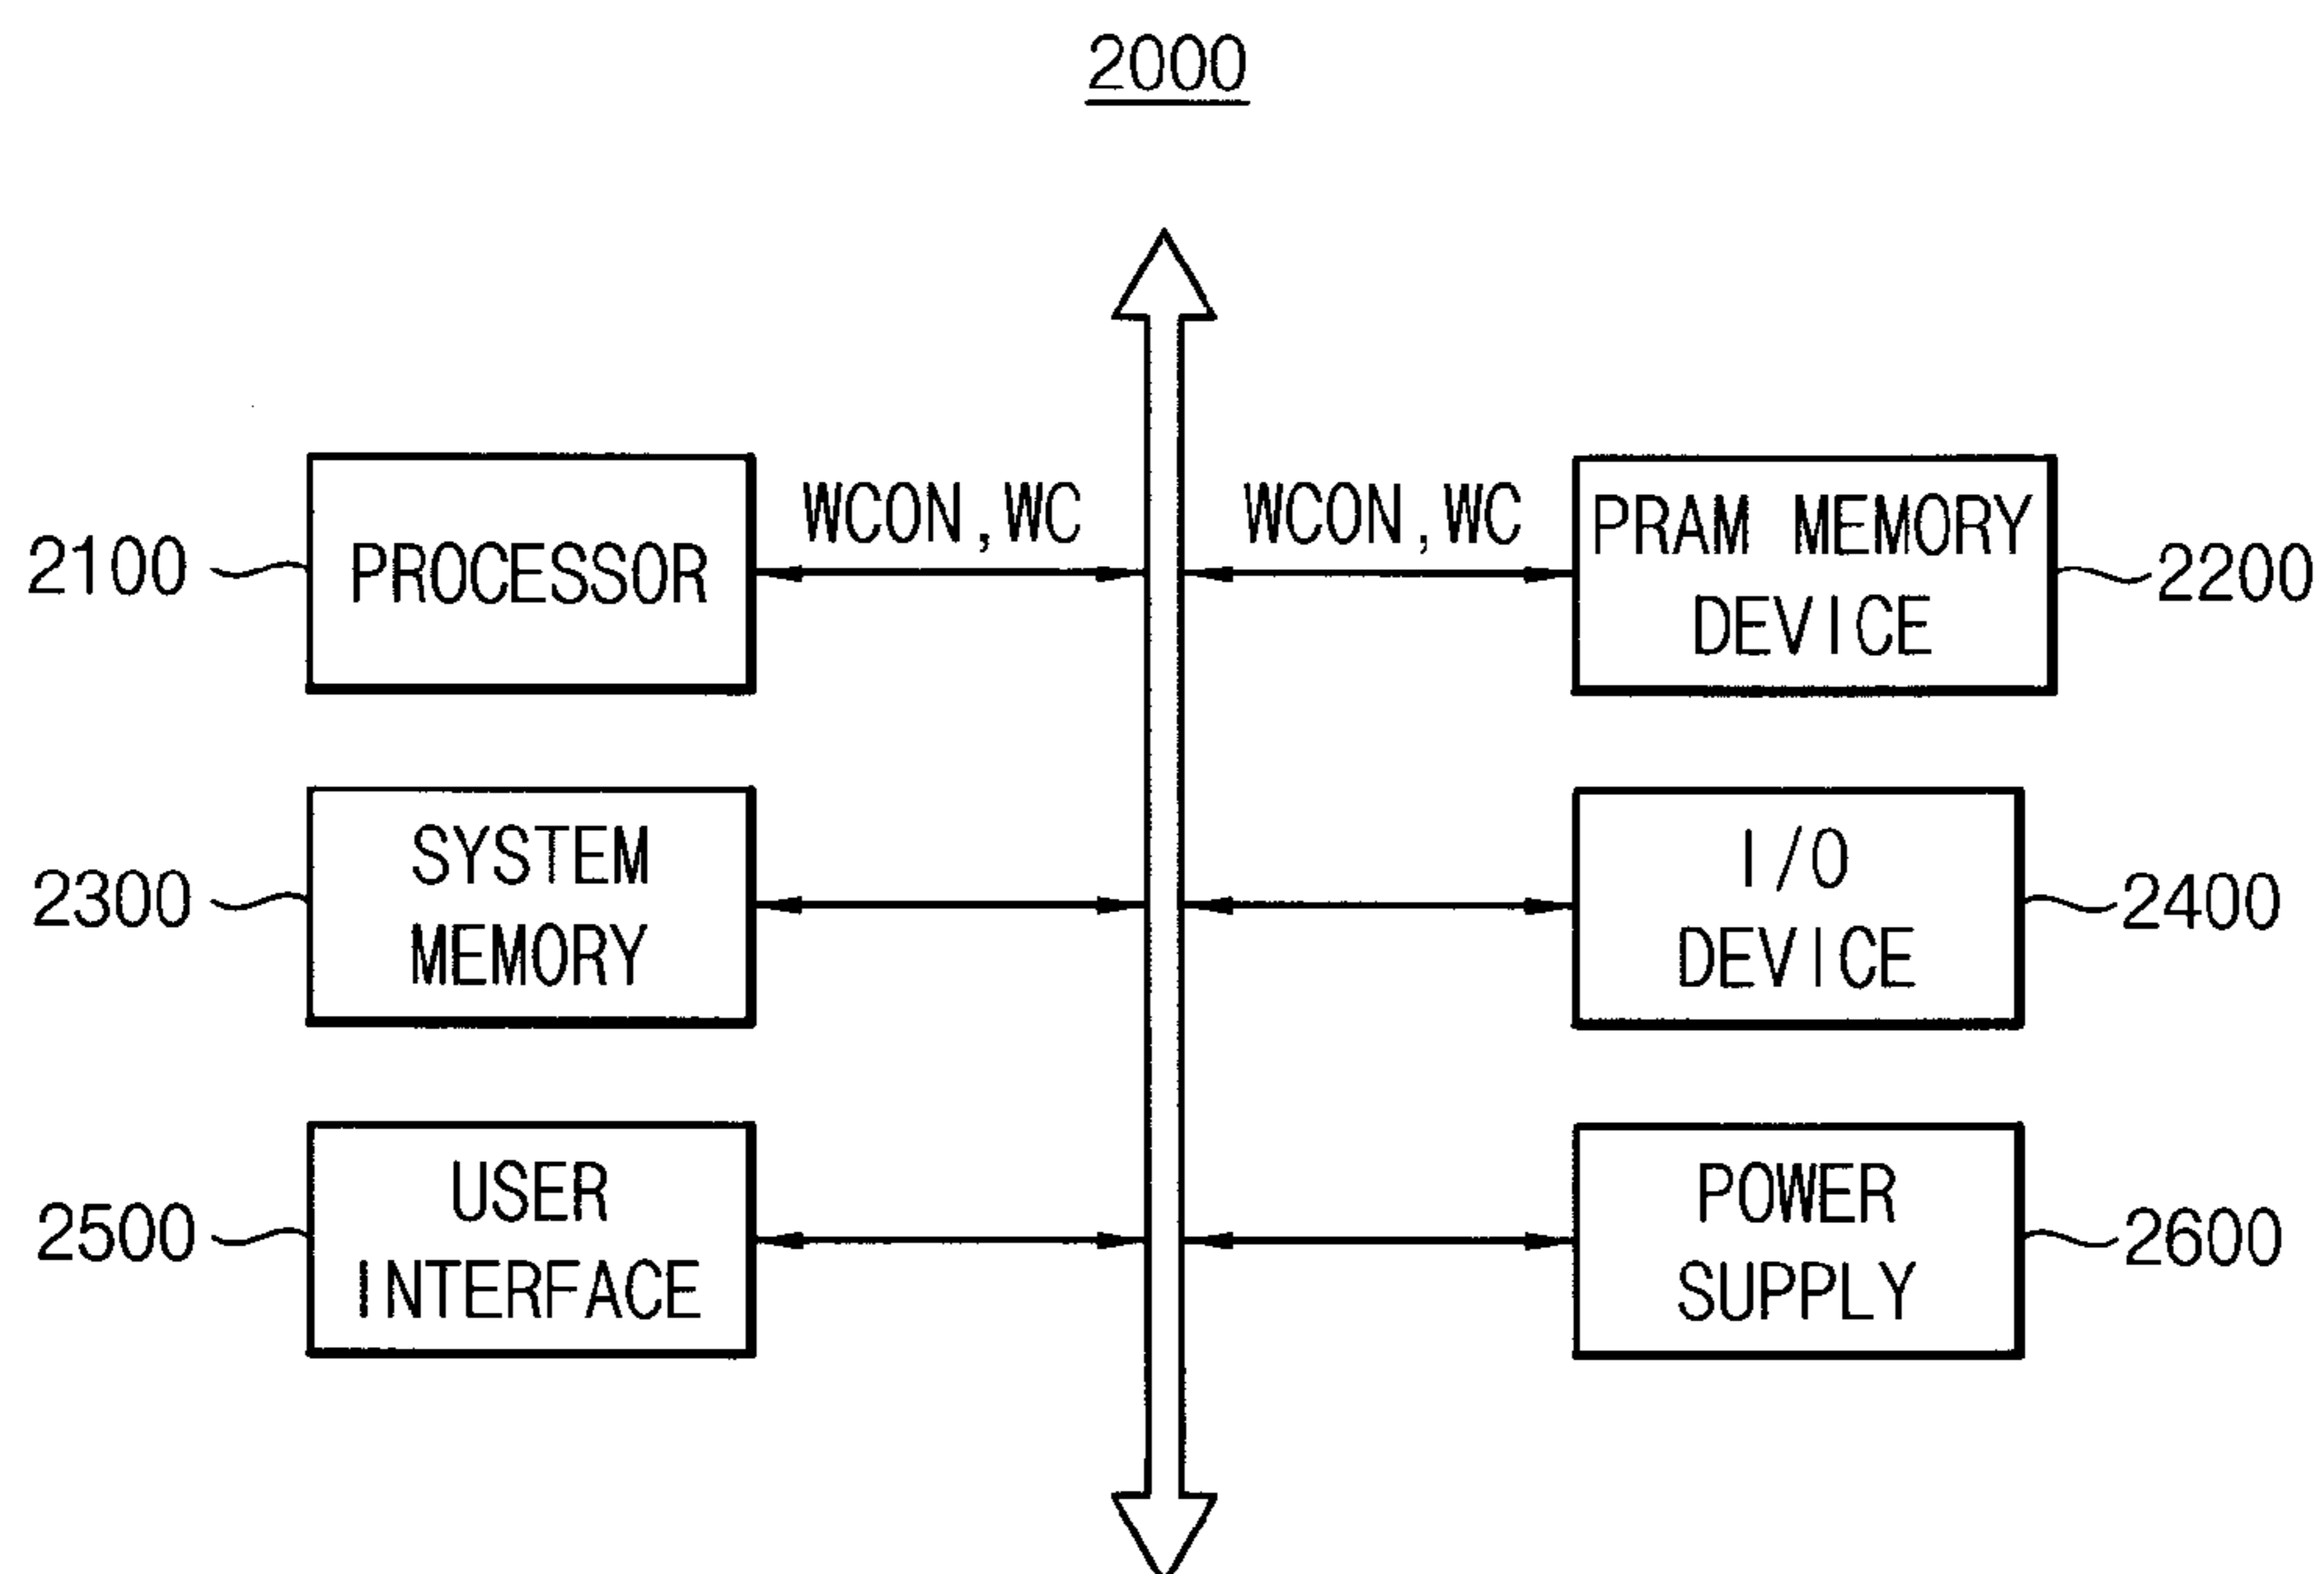 2000
2100
PROCESSOR
WCON,WC
WCON,WC
PRAM MEMORY
DEVICE
2200
2300
SYSTEM
MEMORY
I/O
DEVICE
2400
2500
USER
INTERFACE
POWER
SUPPLY
2600